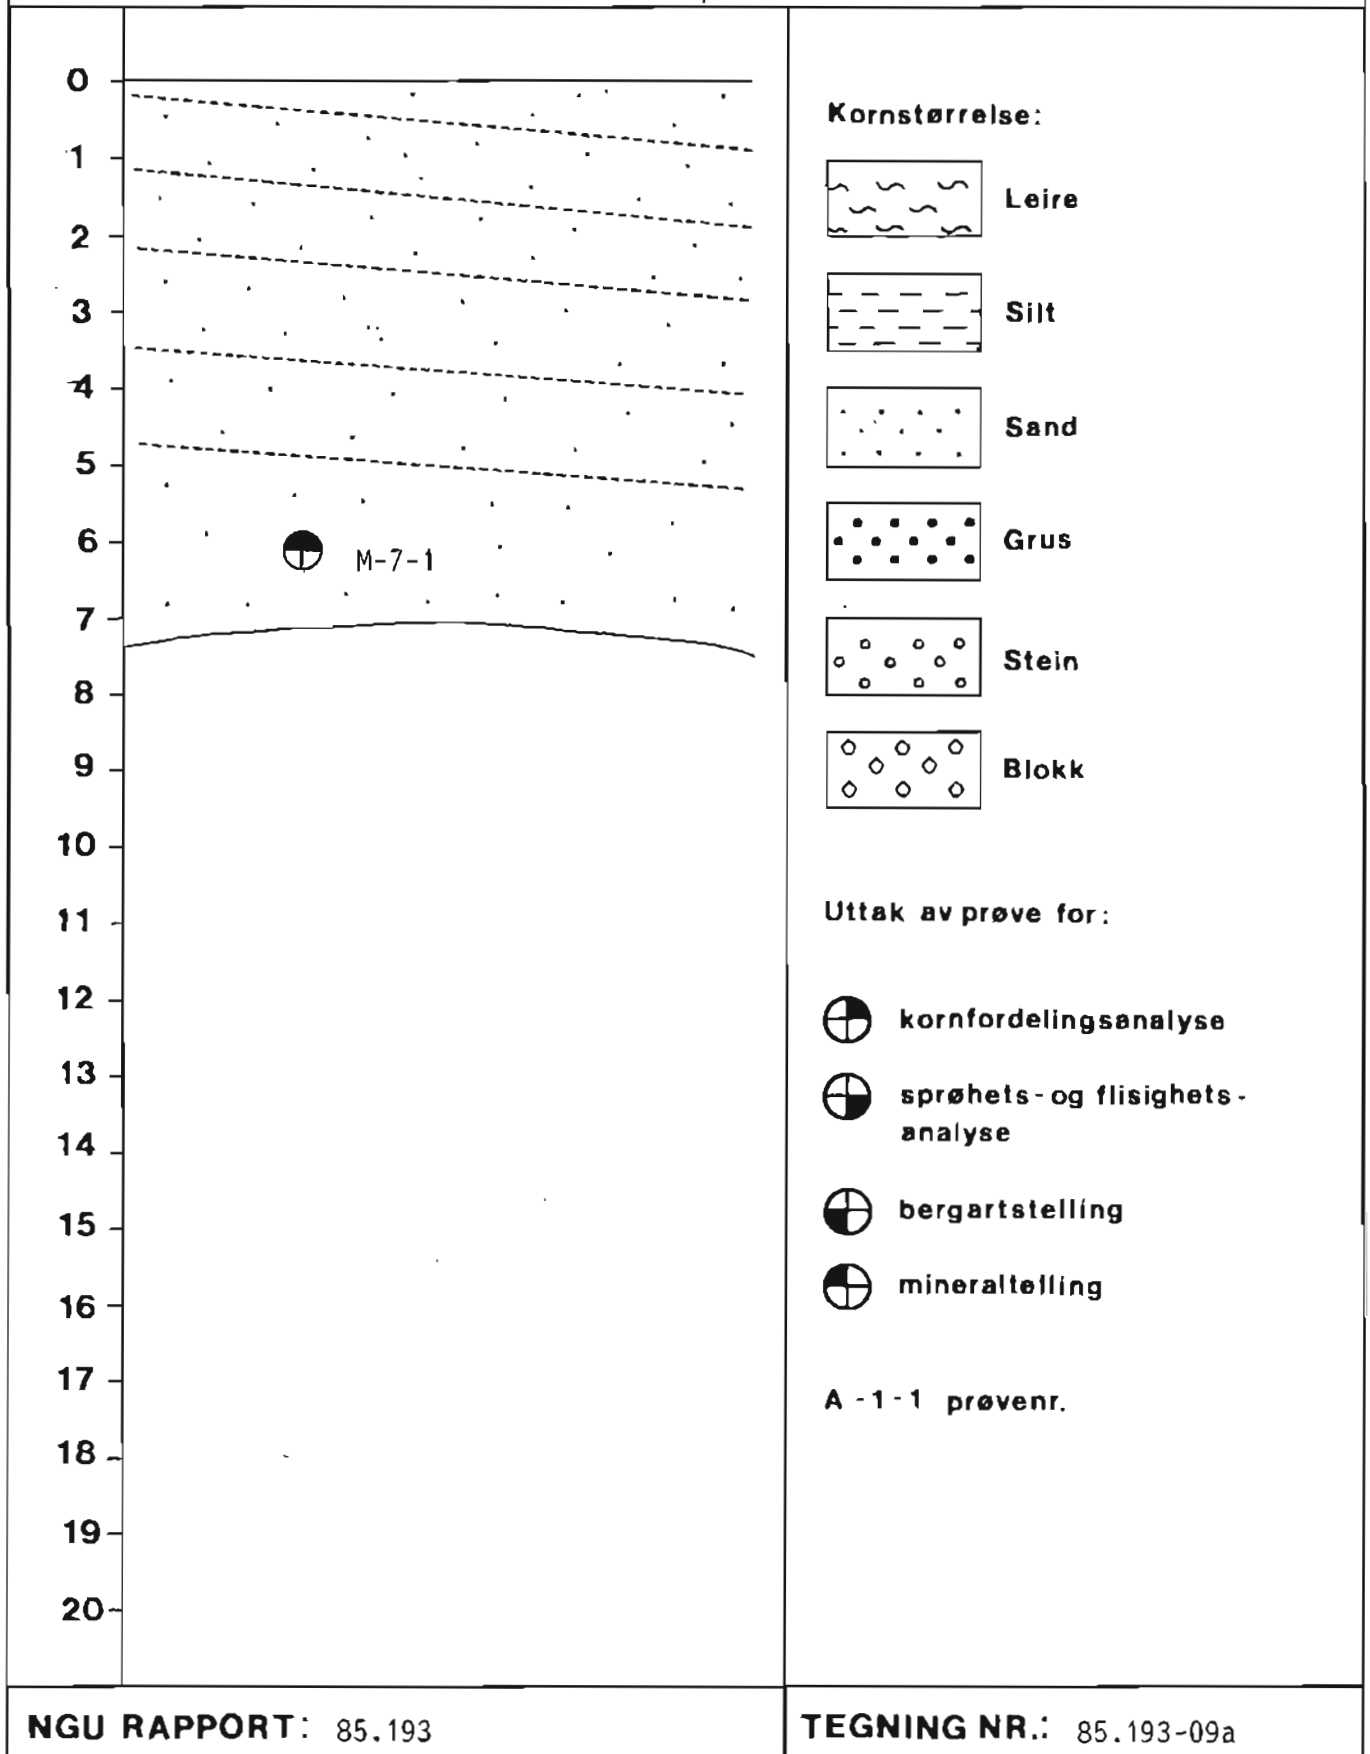 0
1
2
3
4
5
6
7
8
9
10
11
12
13
14
15
16
17
18
19
20
M-7-1
Kornstørrelse:
Leire
Silt
Sand
Grus
Stein
Blokk
Uttak av prøve for:
kornfordelingsanalyse
sprøhets- og flisighets-
analyse
bergartstelling
mineraltelling
A -1-1 prøvenr.
NGU RAPPORT: 85.193
TEGNING NR.: 85.193-09a